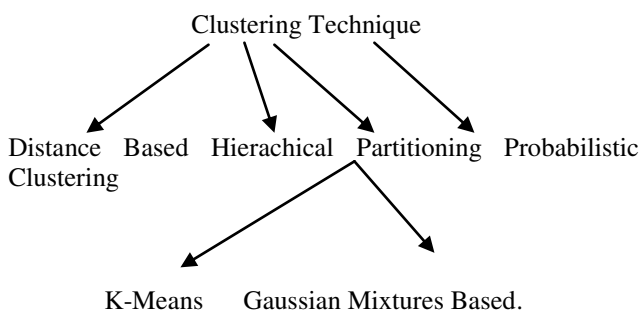 Clustering Technique
Distance Based Hierachical Partitioning Probabilistic
Clustering
K-Means Gaussian Mixtures Based.